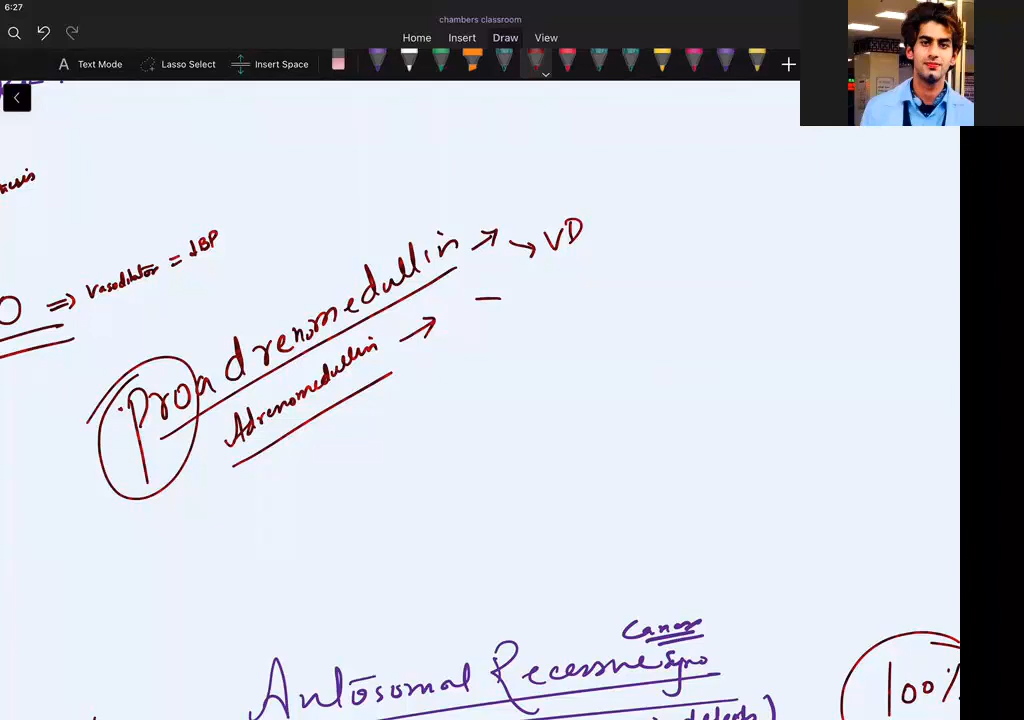 6:27
chambers classroom
Home Insert Draw View
A Text Mode Lasso Select Insert Space
O => Vasodilator = ↓BP
Proadrenomedullin → → VD
Adrenomedullin → –
Cancer
Autosomal Recessive Syno
100%